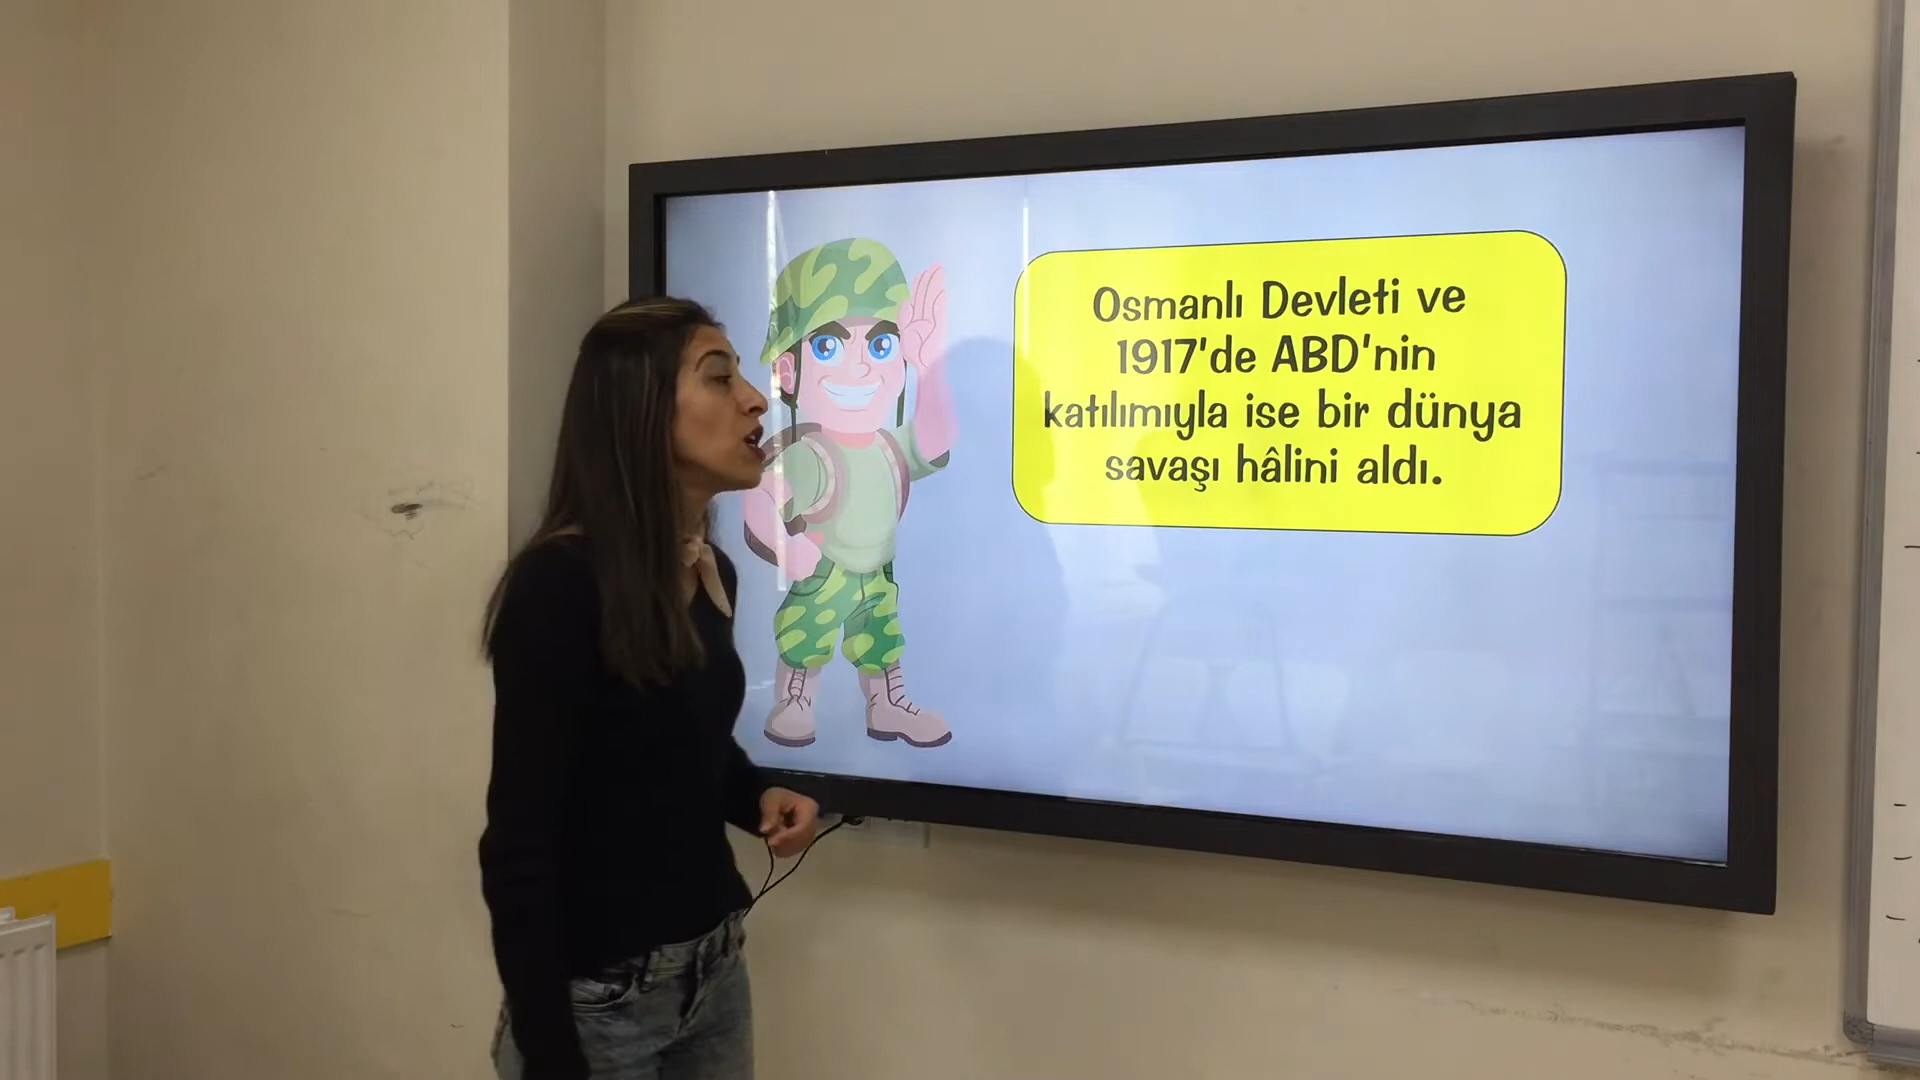 Osmanlı Devleti ve
1917'de ABD'nin
katılımıyla ise bir dünya
savaşı hâlini aldı.